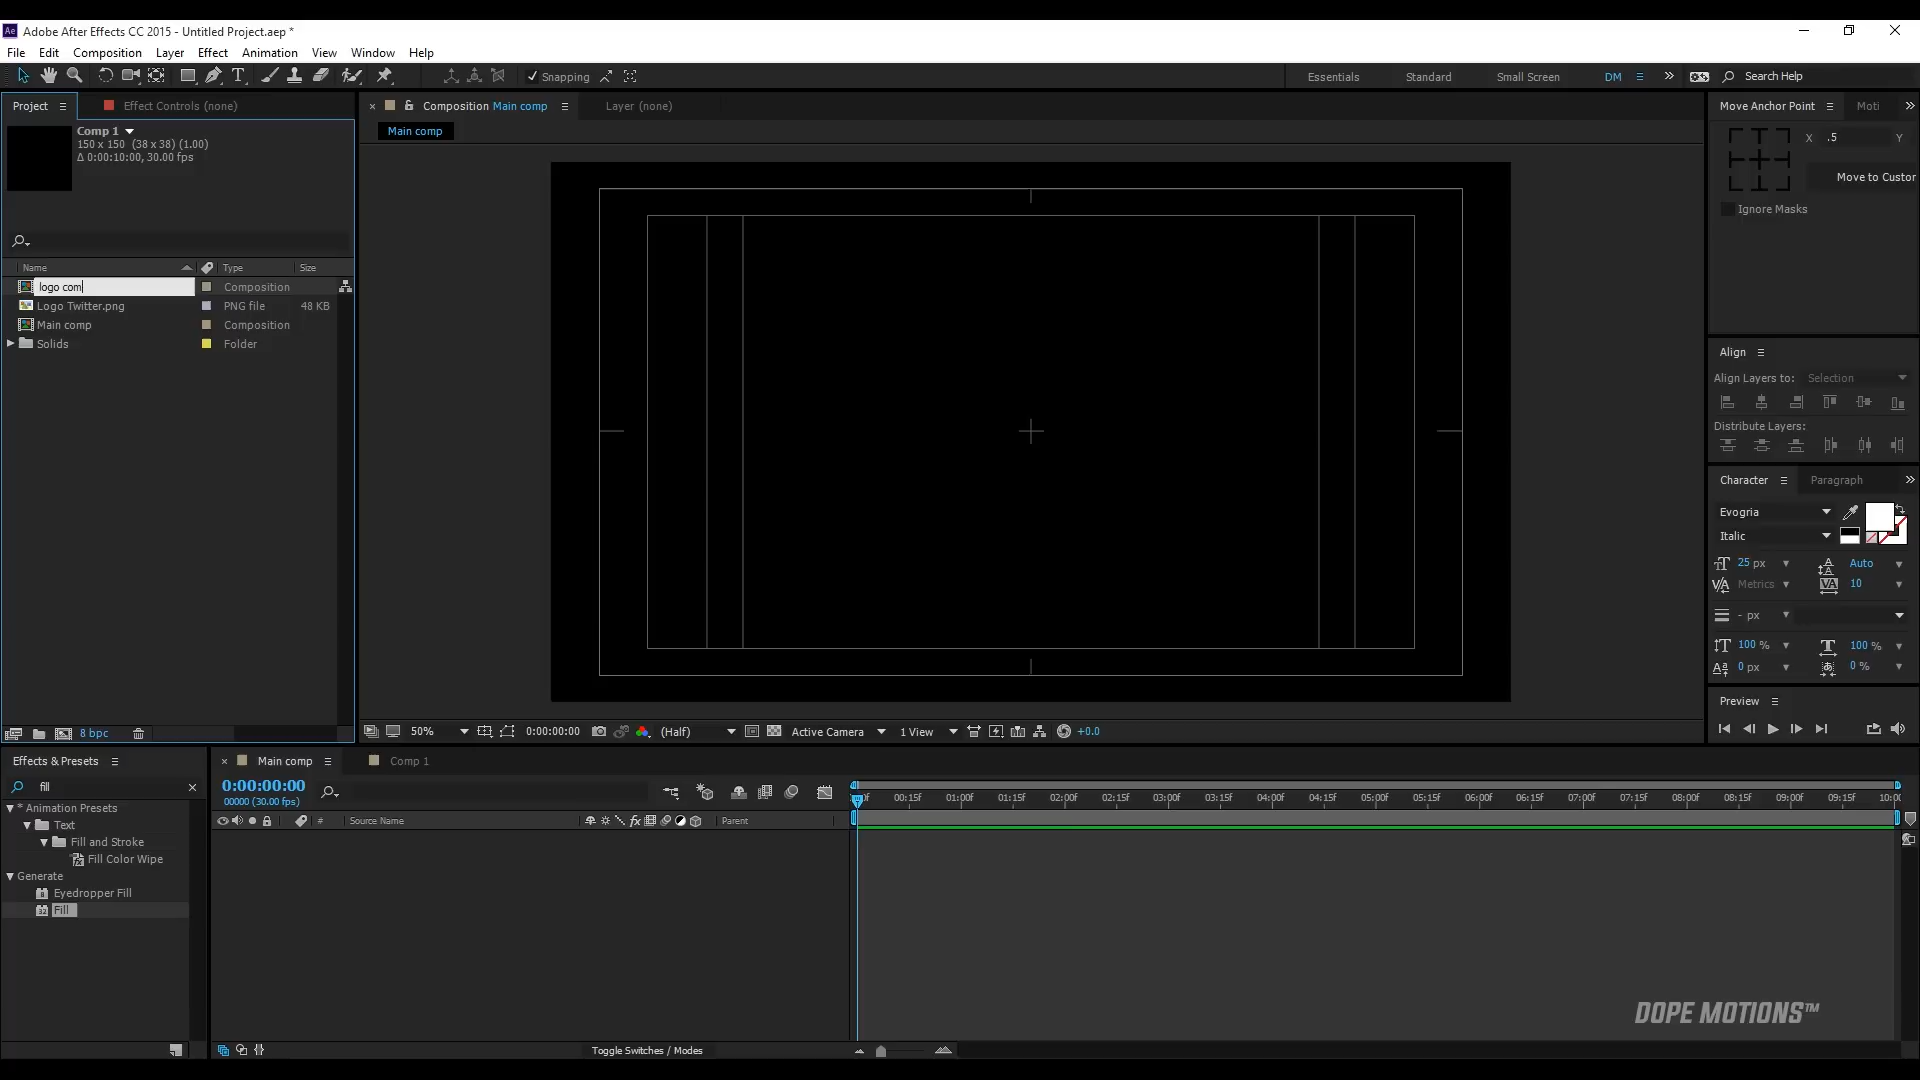 Adobe After Effects CC 2015 - Untitled Project.aep *
File Edit Composition Layer Effect Animation View Window Help
Snapping Essentials Standard Small Screen DM Search Help
Project Effect Controls (none) Composition Main comp Layer (none) Move Anchor Point Moti
Comp 1
150 x 150 (38 x 38) (1.00)
Δ 0:00:10:00, 30.00 fps
Main comp
X .5 Y
Move to Custor
Ignore Masks
Name Type Size
logo com Composition
Logo Twitter.png PNG file 48 KB
Main comp Composition
Solids Folder
Align
Align Layers to: Selection
Distribute Layers:
Character Paragraph
Evogria
Italic
25 px Auto
Metrics 10
- px
100 % 100 %
0 px 0 %
Preview
8 bpc
50% 0:00:00:00 (Half) Active Camera 1 View +0.0
Effects & Presets
fill
* Animation Presets
Text
Fill and Stroke
Fill Color Wipe
Generate
Eyedropper Fill
Fill
Main comp Comp 1
0:00:00:00
00000 (30.00 fps)
00:15f 01:00f 01:15f 02:00f 02:15f 03:00f 03:15f 04:00f 04:15f 05:00f 05:15f 06:00f 06:15f 07:00f 07:15f 08:00f 08:15f 09:00f 09:15f 10:00
# Source Name Parent
Toggle Switches / Modes
DOPE MOTIONS™